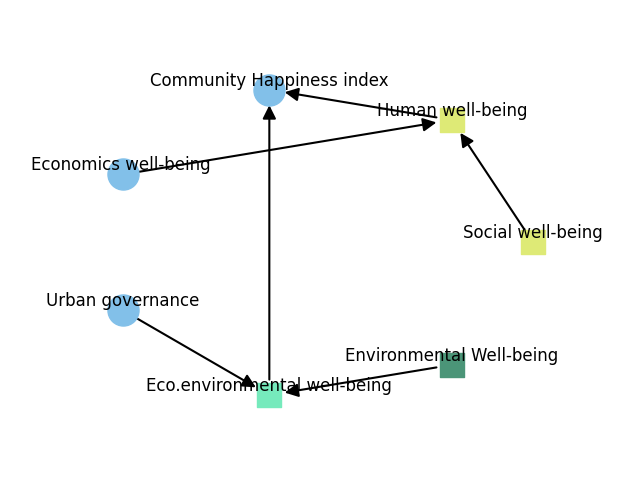 Community Happiness index
Human well-being
Economics well-being
Social well-being
Urban governance
Environmental Well-being
Eco.environmental well-being